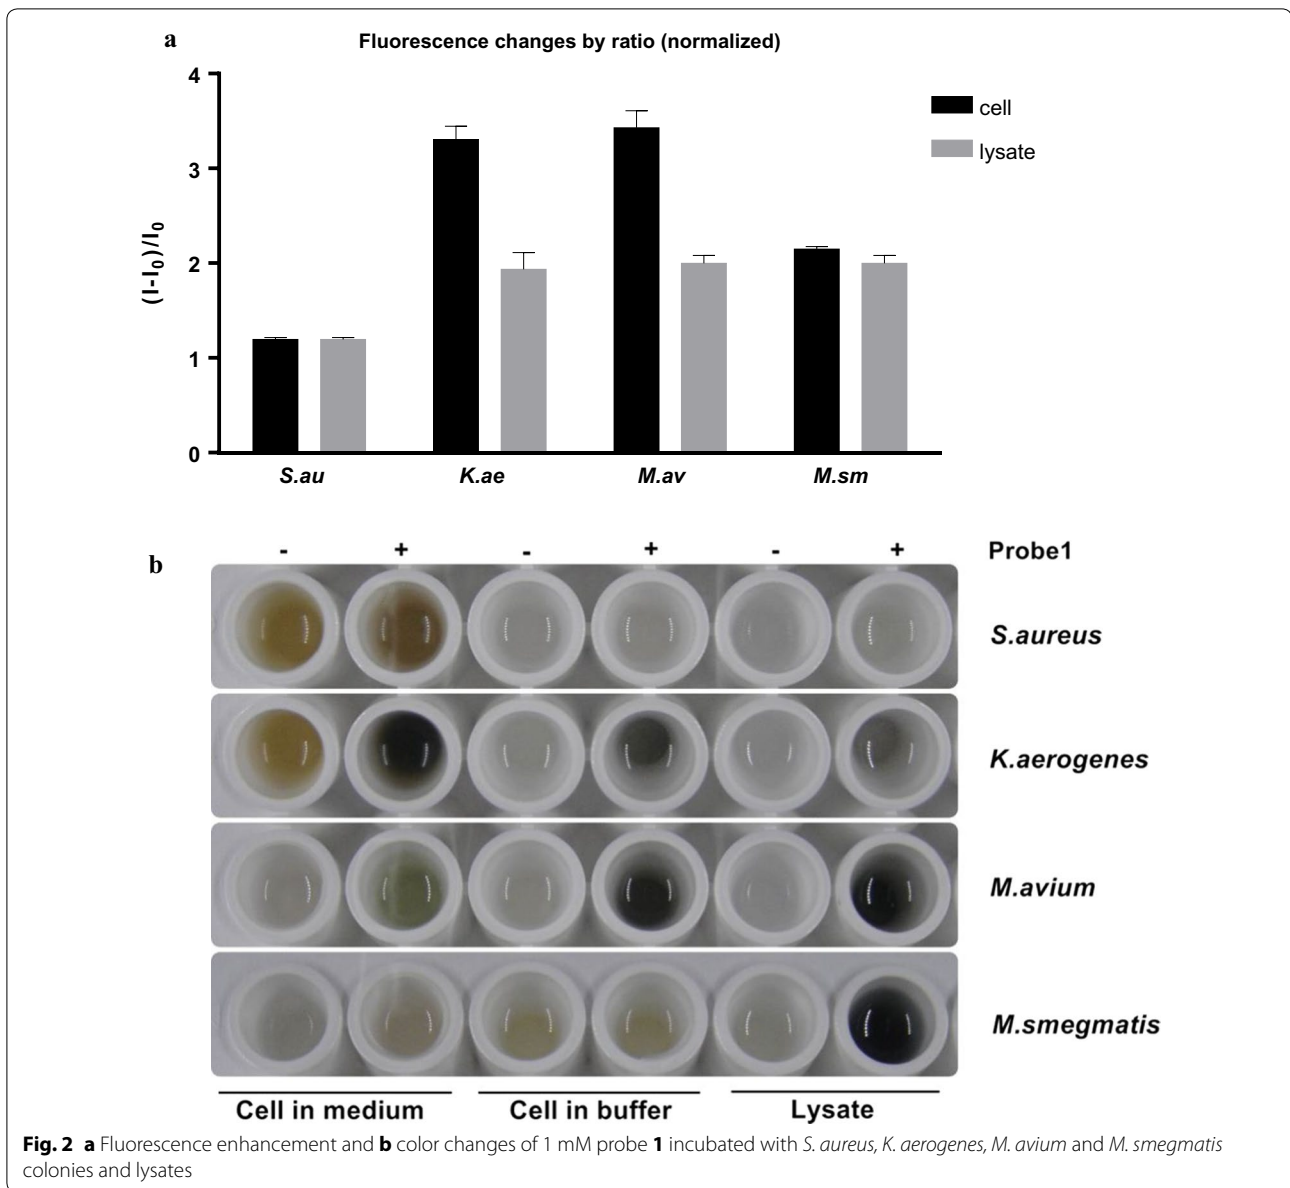 a
Fluorescence changes by ratio (normalized)
4
3
2
1
0
(I-I0)/I0
cell
lysate
S.au K.ae M.av M.sm
b
- + - + - + Probe1
S.aureus
K.aerogenes
M.avium
M.smegmatis
Cell in medium Cell in buffer Lysate
Fig. 2 a Fluorescence enhancement and b color changes of 1 mM probe 1 incubated with S. aureus, K. aerogenes, M. avium and M. smegmatis
colonies and lysates